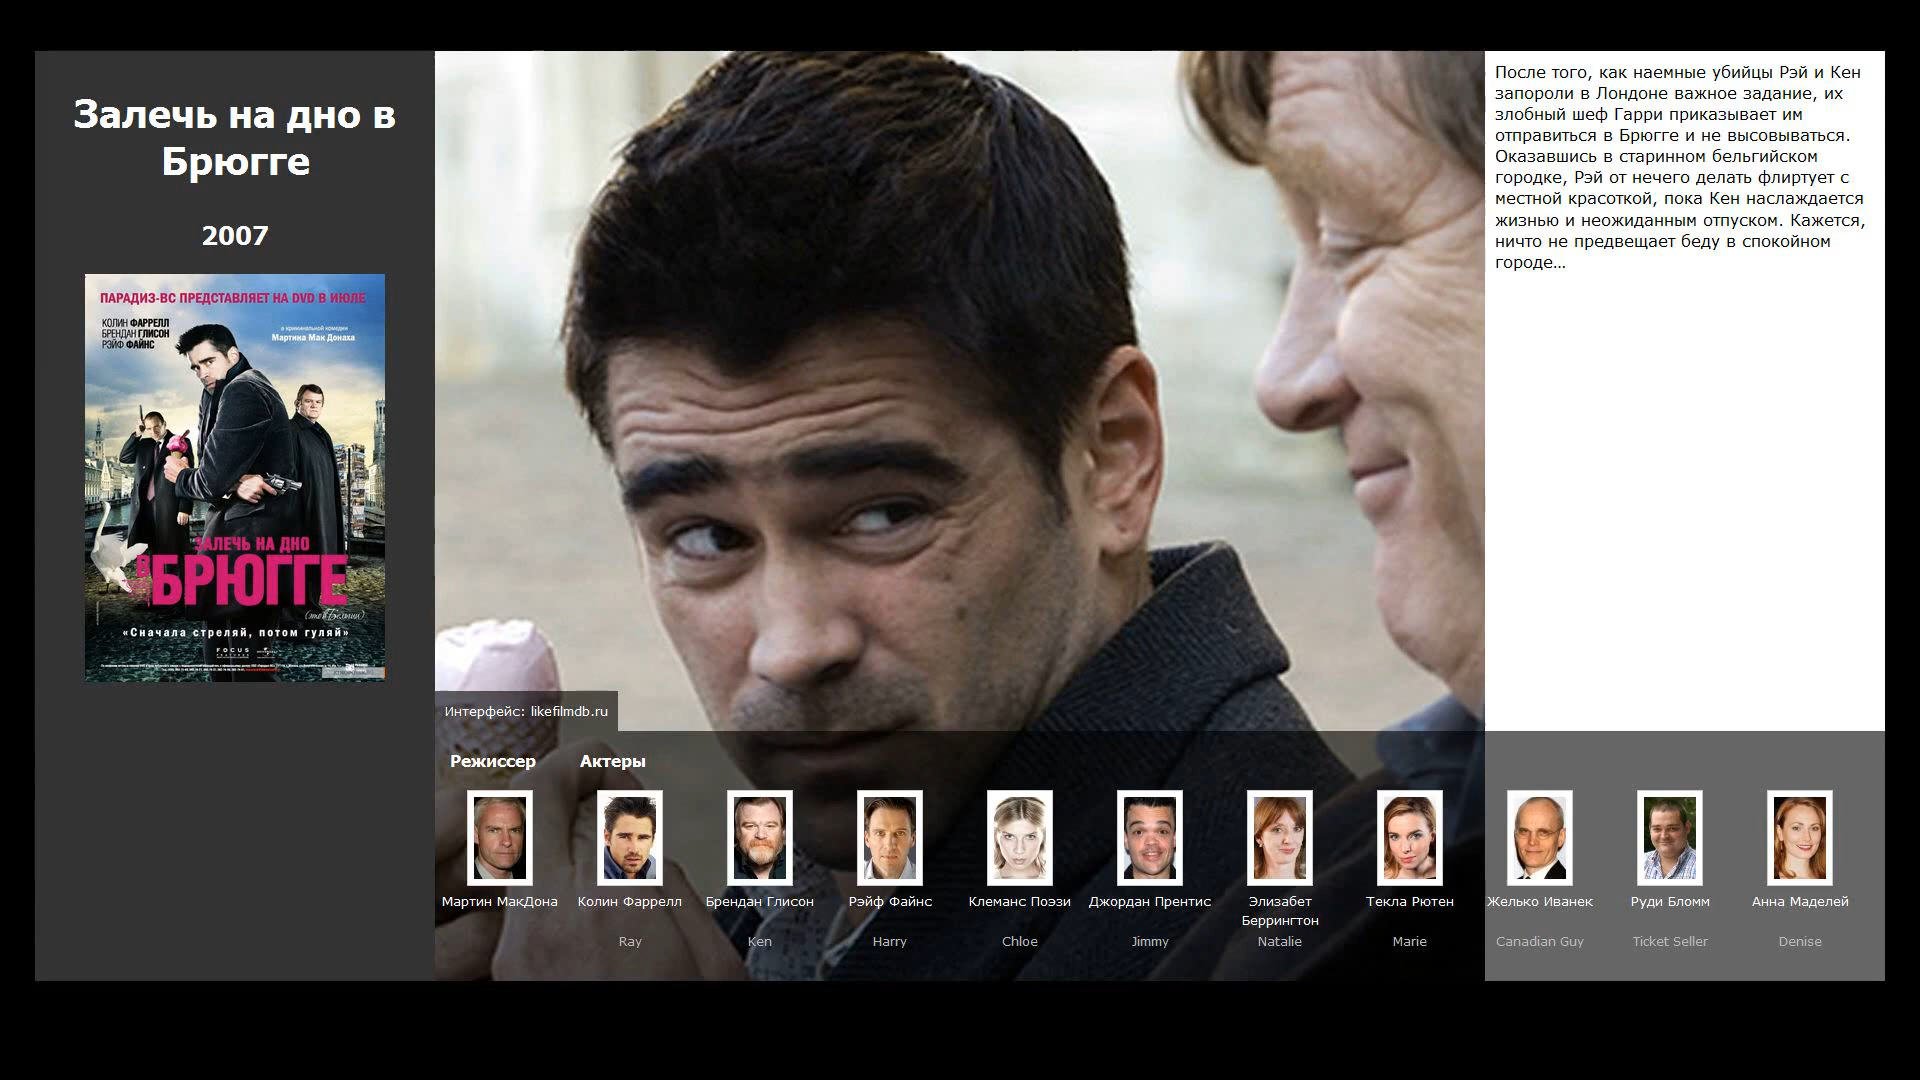 Залечь на дно в
Брюгге
2007
ПАРАДИЗ-ВС ПРЕДСТАВЛЯЕТ НА DVD В ИЮЛЕ
КОЛИН ФАРРЕЛЛ
БРЕНДАН ГЛИСОН
РЭЙФ ФАЙНС
в криминальной комедии
Мартина Мак Донаха
ЗАЛЕЧЬ НА ДНО
В БРЮГГЕ
«Сначала стреляй, потом гуляй»
FOCUS
Интерфейс: likefilmdb.ru
После того, как наемные убийцы Рэй и Кен
запороли в Лондоне важное задание, их
злобный шеф Гарри приказывает им
отправиться в Брюгге и не высовываться.
Оказавшись в старинном бельгийском
городке, Рэй от нечего делать флиртует с
местной красоткой, пока Кен наслаждается
жизнью и неожиданным отпуском. Кажется,
ничто не предвещает беду в спокойном
городе…
Режиссер Актеры
Мартин МакДона Колин Фаррелл Брендан Глисон Рэйф Файнс Клеманс Поэзи Джордан Прентис Элизабет Беррингтон Текла Рютен Желько Иванек Руди Бломм Анна Маделей
Ray Ken Harry Chloe Jimmy Natalie Marie Canadian Guy Ticket Seller Denise